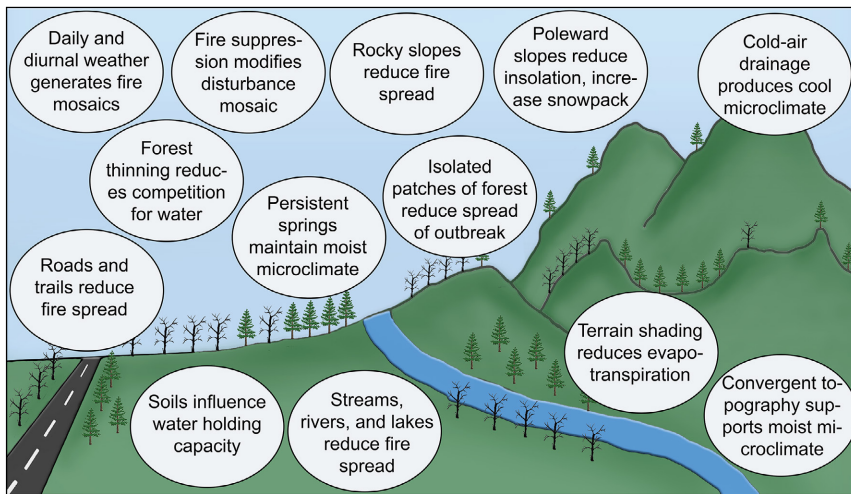 Daily and
diurnal weather
generates fire
mosaics
Fire suppres-
sion modifies
disturbance
mosaic
Rocky slopes
reduce fire
spread
Poleward
slopes reduce
insolation, incre-
ase snowpack
Cold-air
drainage
produces cool
microclimate
Forest
thinning reduc-
es competition
for water
Persistent
springs
maintain moist
microclimate
Isolated
patches of forest
reduce spread
of outbreak
Roads and
trails reduce
fire spread
Terrain shading
reduces evapo-
transpiration
Soils influence
water holding
capacity
Streams,
rivers, and lakes
reduce fire
spread
Convergent to-
pography sup-
ports moist mi-
croclimate